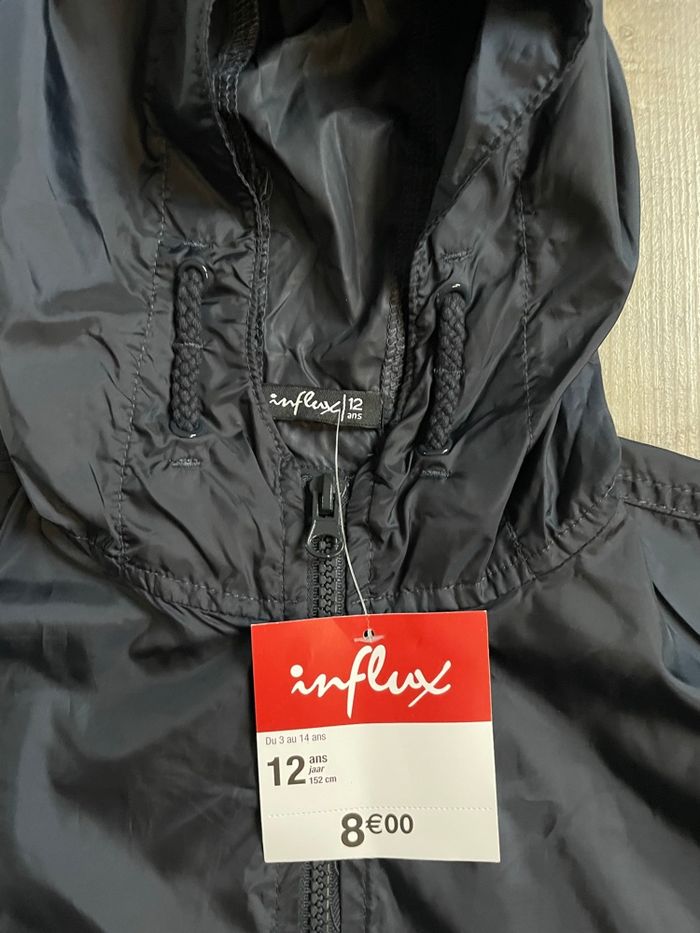 influx 12
ans
influx
Du 3 au 14 ans
12 ans
jaar
152 cm
8€00